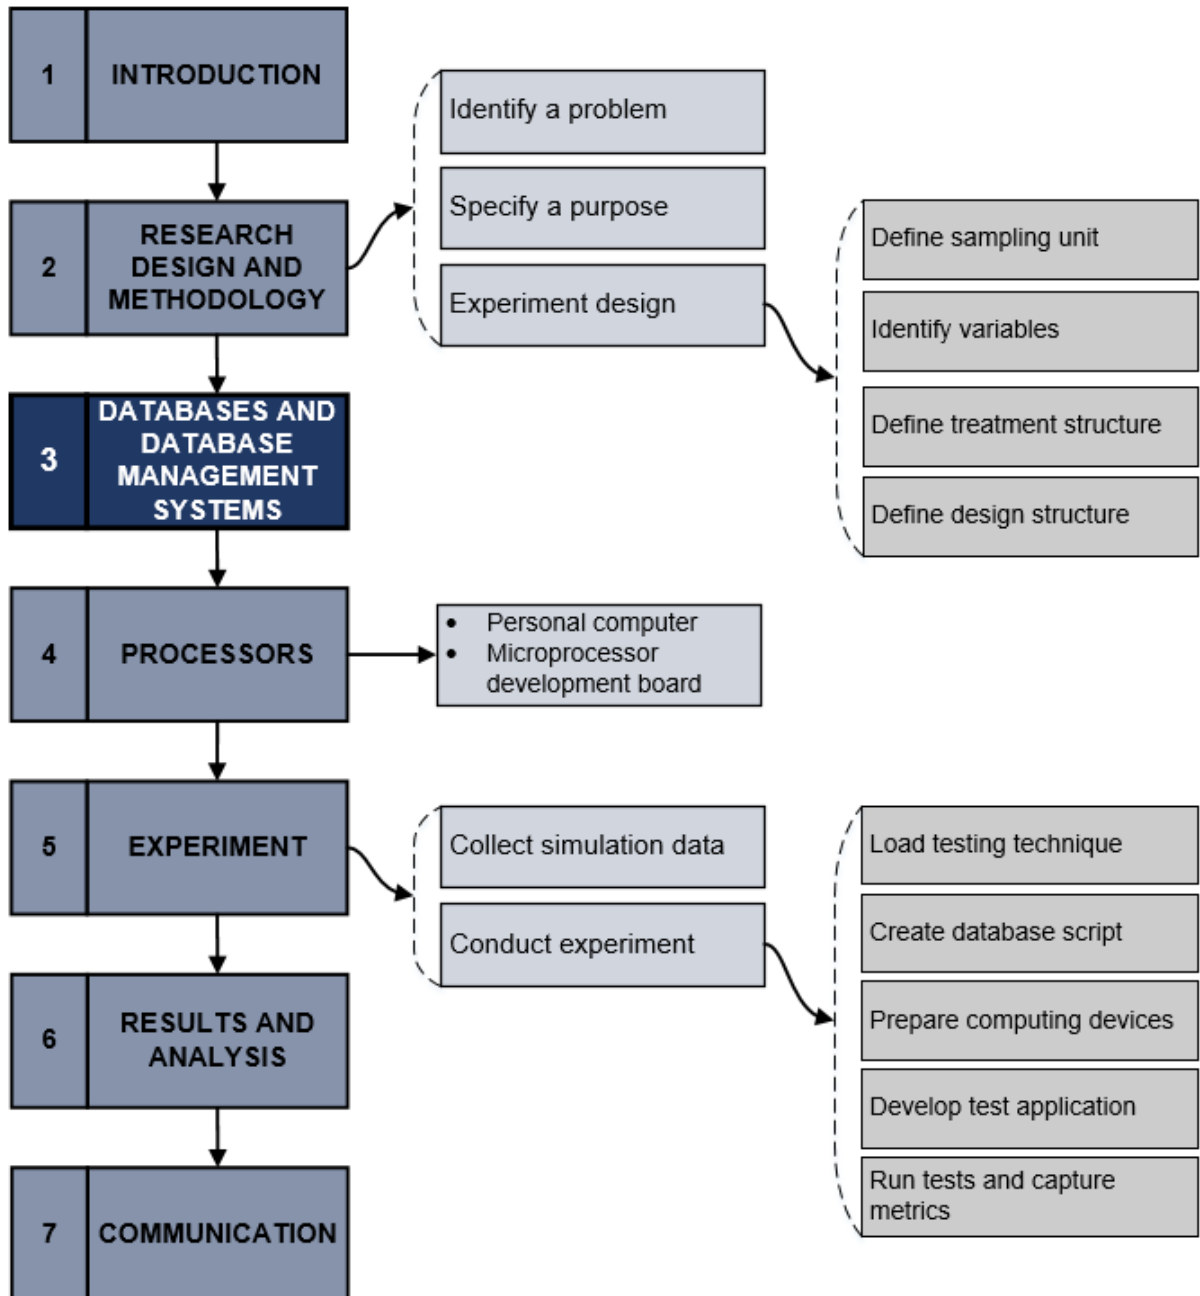 1
INTRODUCTION
2
RESEARCH
DESIGN AND
METHODOLOGY
Identify a problem
Specify a purpose
Experiment design
Define sampling unit
Identify variables
Define treatment structure
Define design structure
3
DATABASES AND
DATABASE
MANAGEMENT
SYSTEMS
4
PROCESSORS
• Personal computer
• Microprocessor
development board
5
EXPERIMENT
Collect simulation data
Conduct experiment
Load testing technique
Create database script
Prepare computing devices
Develop test application
Run tests and capture
metrics
6
RESULTS AND
ANALYSIS
7
COMMUNICATION